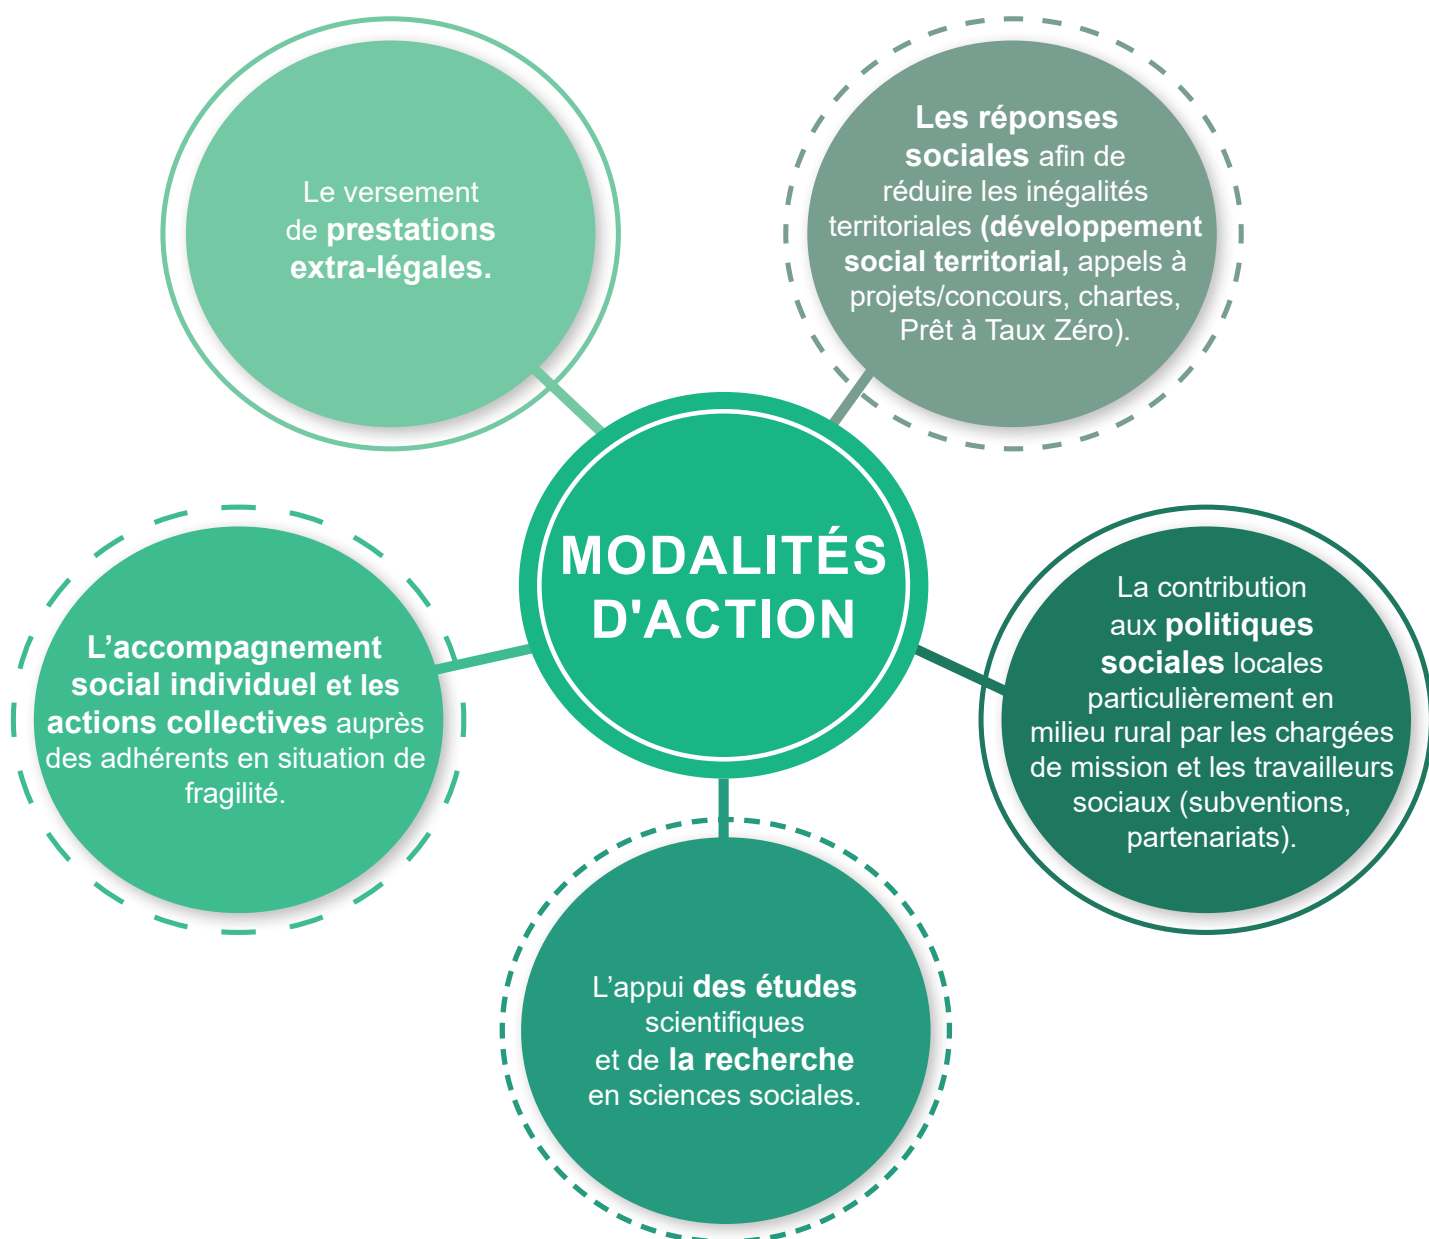 Le versement
de prestations
extra-légales.
Les réponses
sociales afin de
réduire les inégalités
territoriales (développement
social territorial, appels à
projets/concours, chartes,
Prêt à Taux Zéro).
MODALITÉS
D'ACTION
L’accompagnement
social individuel et les
actions collectives auprès
des adhérents en situation de
fragilité.
La contribution
aux politiques
sociales locales
particulièrement en
milieu rural par les chargées
de mission et les travailleurs
sociaux (subventions,
partenariats).
L’appui des études
scientifiques
et de la recherche
en sciences sociales.